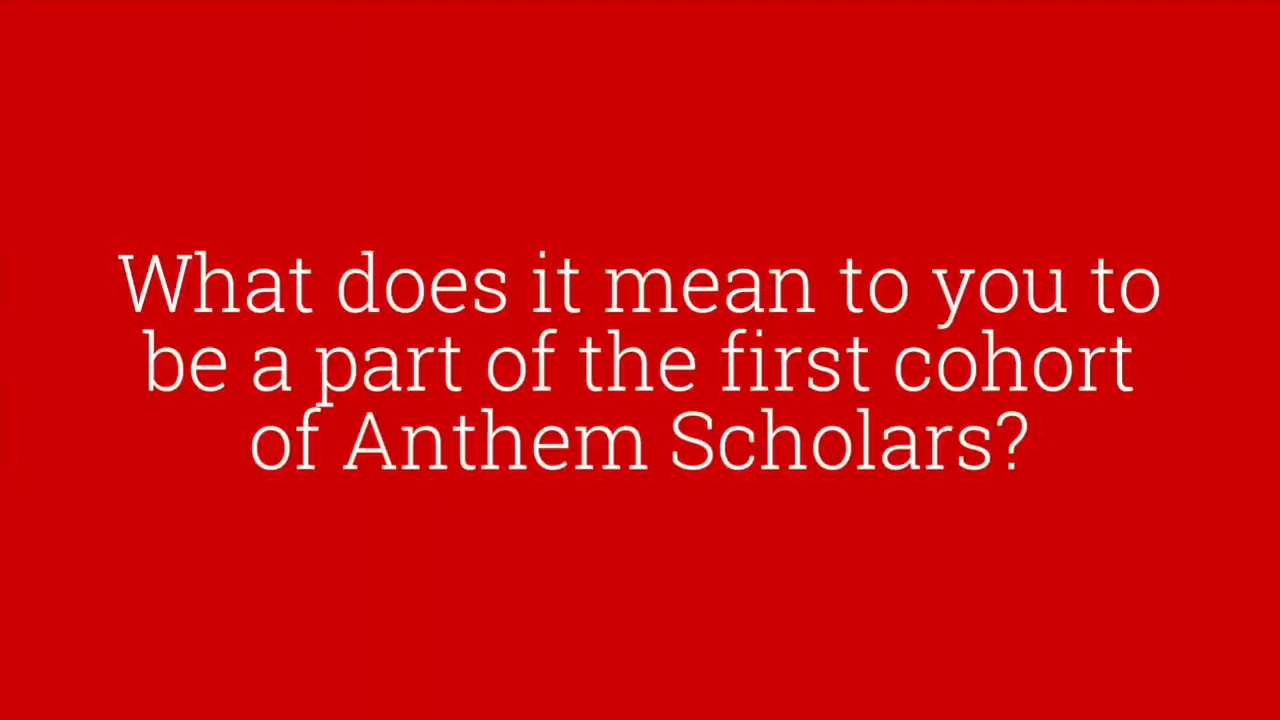 What does it mean to you to
be a part of the first cohort
of Anthem Scholars?